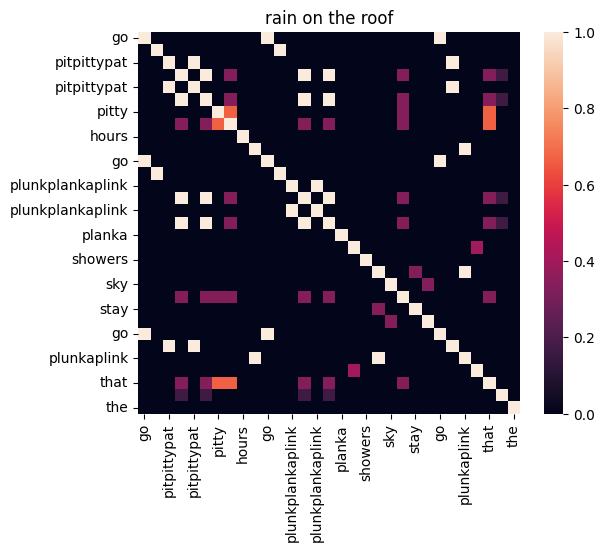 rain on the roof
go
pitpittypat
pitpittypat
pitty
hours
go
plunkplankaplink
plunkplankaplink
planka
showers
sky
stay
go
plunkaplink
that
the
go
pitpittypat
pitpittypat
pitty
hours
go
plunkplankaplink
plunkplankaplink
planka
showers
sky
stay
go
plunkaplink
that
the
1.0
0.8
0.6
0.4
0.2
0.0